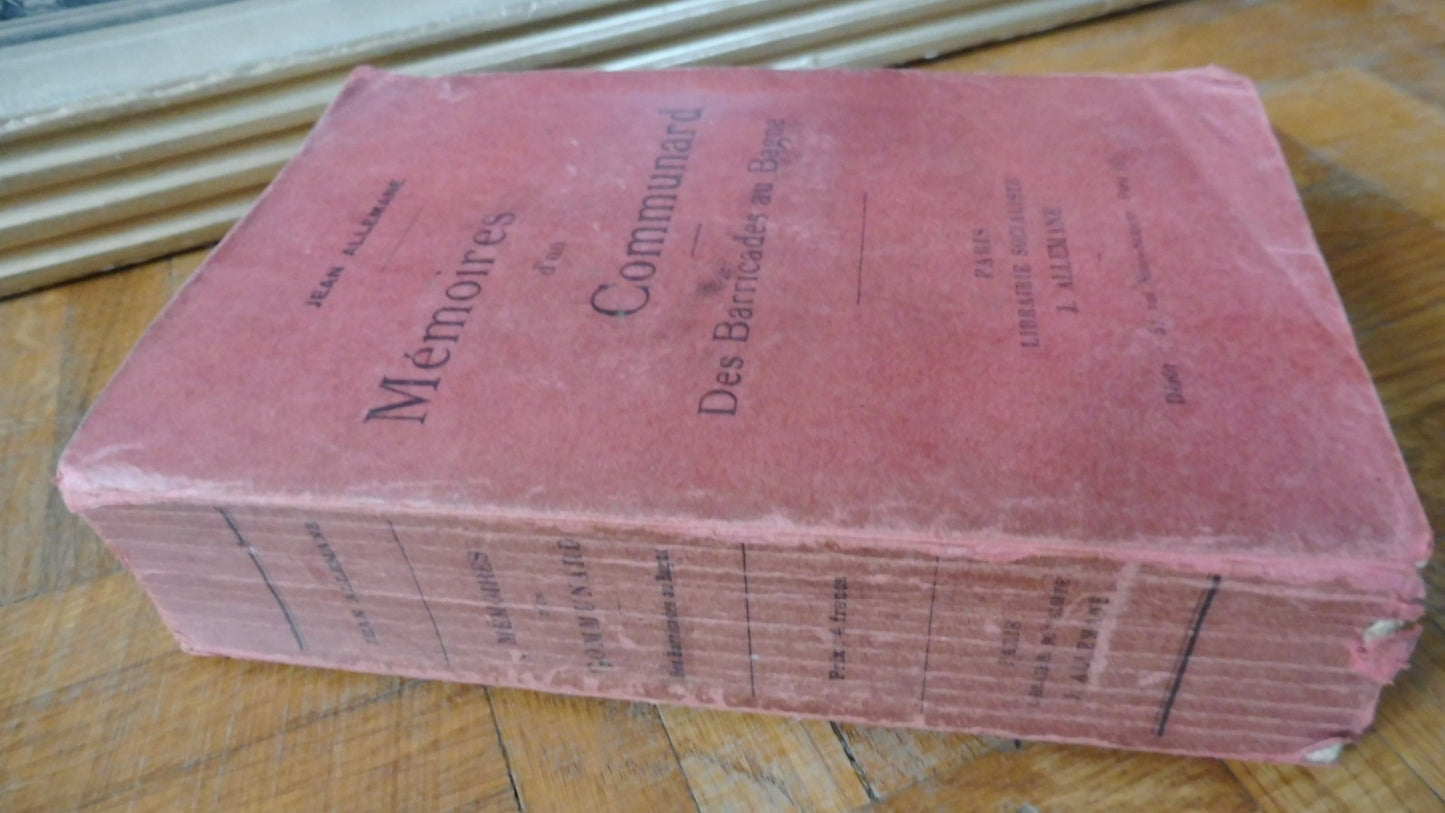 JEAN ALLEMANE
Mémoires
d'un
Communard
Des Barricades au Bagne
PARIS
LIBRAIRIE SOCIALISTE
J. ALLEMANE
Dépôt
JEAN ALLEMANE
MÉMOIRES
COMMUNARD
Des Barricades au Bagne
Prix 4 francs
PARIS
J. ALLEMANE